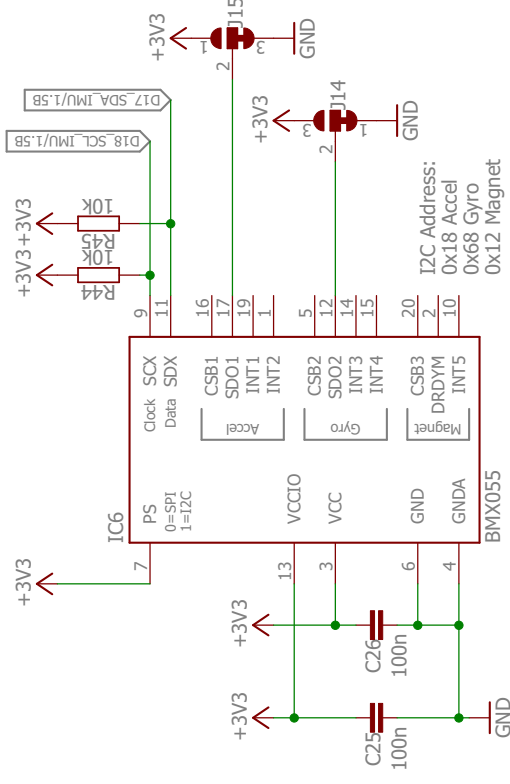 +3V3
1
J15
3
2
GND
D17_SDA_IMU/1.5B
+3V3
3
J14
1
2
GND
D18_SCL_IMU/1.5B
+3V3
10k
R45
+3V3
10k
R44
I2C Address:
0x18 Accel
0x68 Gyro
0x12 Magnet
9
11
16
17
19
1
5
12
14
15
20
2
10
SCX
SDX
CSB1
SDO1
INT1
INT2
CSB2
SDO2
INT3
INT4
CSB3
DRDYM
INT5
Clock
Data
Accel
Gyro
Magnet
IC6
PS
0=SPI
1=I2C
VCCIO
VCC
GND
GNDA
BMX055
7
13
3
6
4
+3V3
+3V3
C26
100n
+3V3
C25
100n
GND